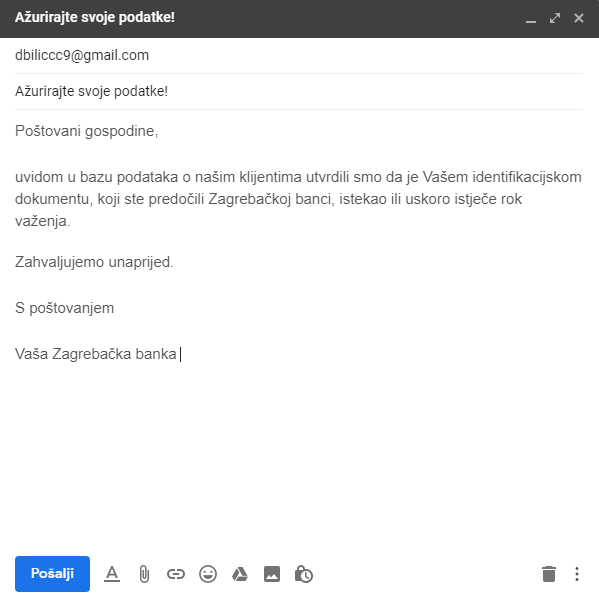 Ažurirajte svoje podatke!
dbiliccc9@gmail.com
Ažurirajte svoje podatke!
Poštovani gospodine,
uvidom u bazu podataka o našim klijentima utvrdili smo da je Vašem identifikacijskom
dokumentu, koji ste predočili Zagrebačkoj banci, istekao ili uskoro istječe rok
važenja.
Zahvaljujemo unaprijed.
S poštovanjem
Vaša Zagrebačka banka
Pošalji